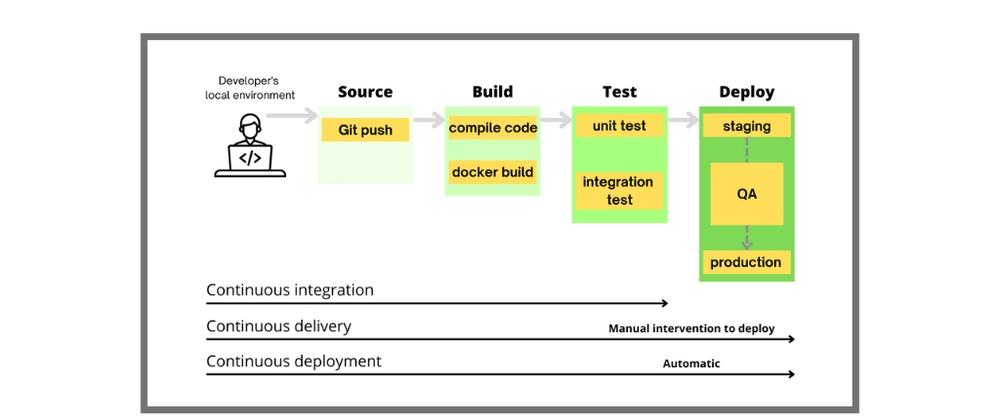 Developer's
local environment
Source
Build
Test
Deploy
</>
Git push
compile code
docker build
unit test
integration
test
staging
QA
production
Continuous integration
Continuous delivery
Manual intervention to deploy
Continuous deployment
Automatic